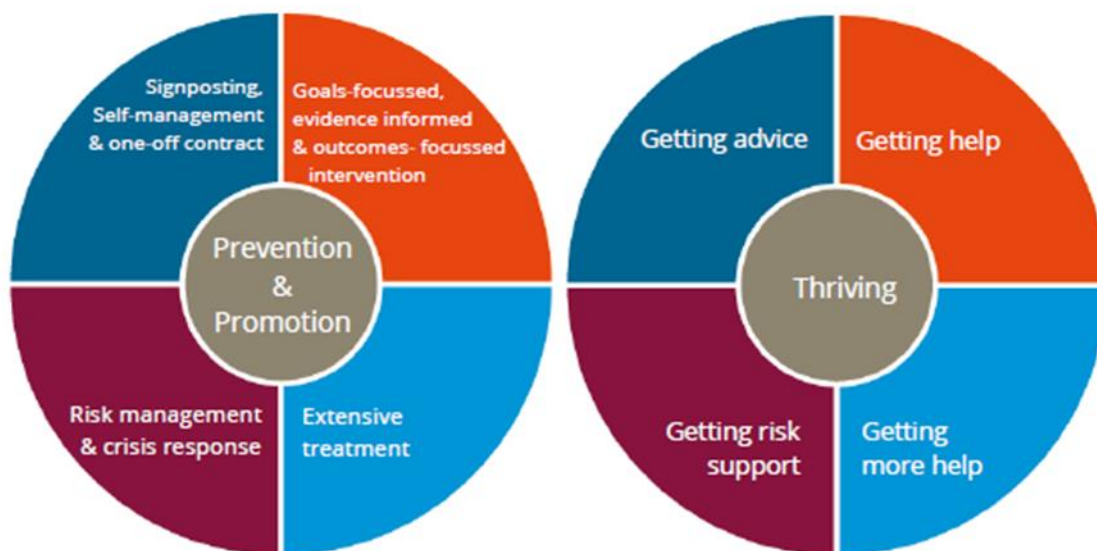 Signposting,
Self-management
& one-off contract
Goals-focussed,
evidence informed
& outcomes- focussed
intervention
Prevention
&
Promotion
Risk management
& crisis response
Extensive
treatment
Getting advice
Getting help
Thriving
Getting risk
support
Getting
more help